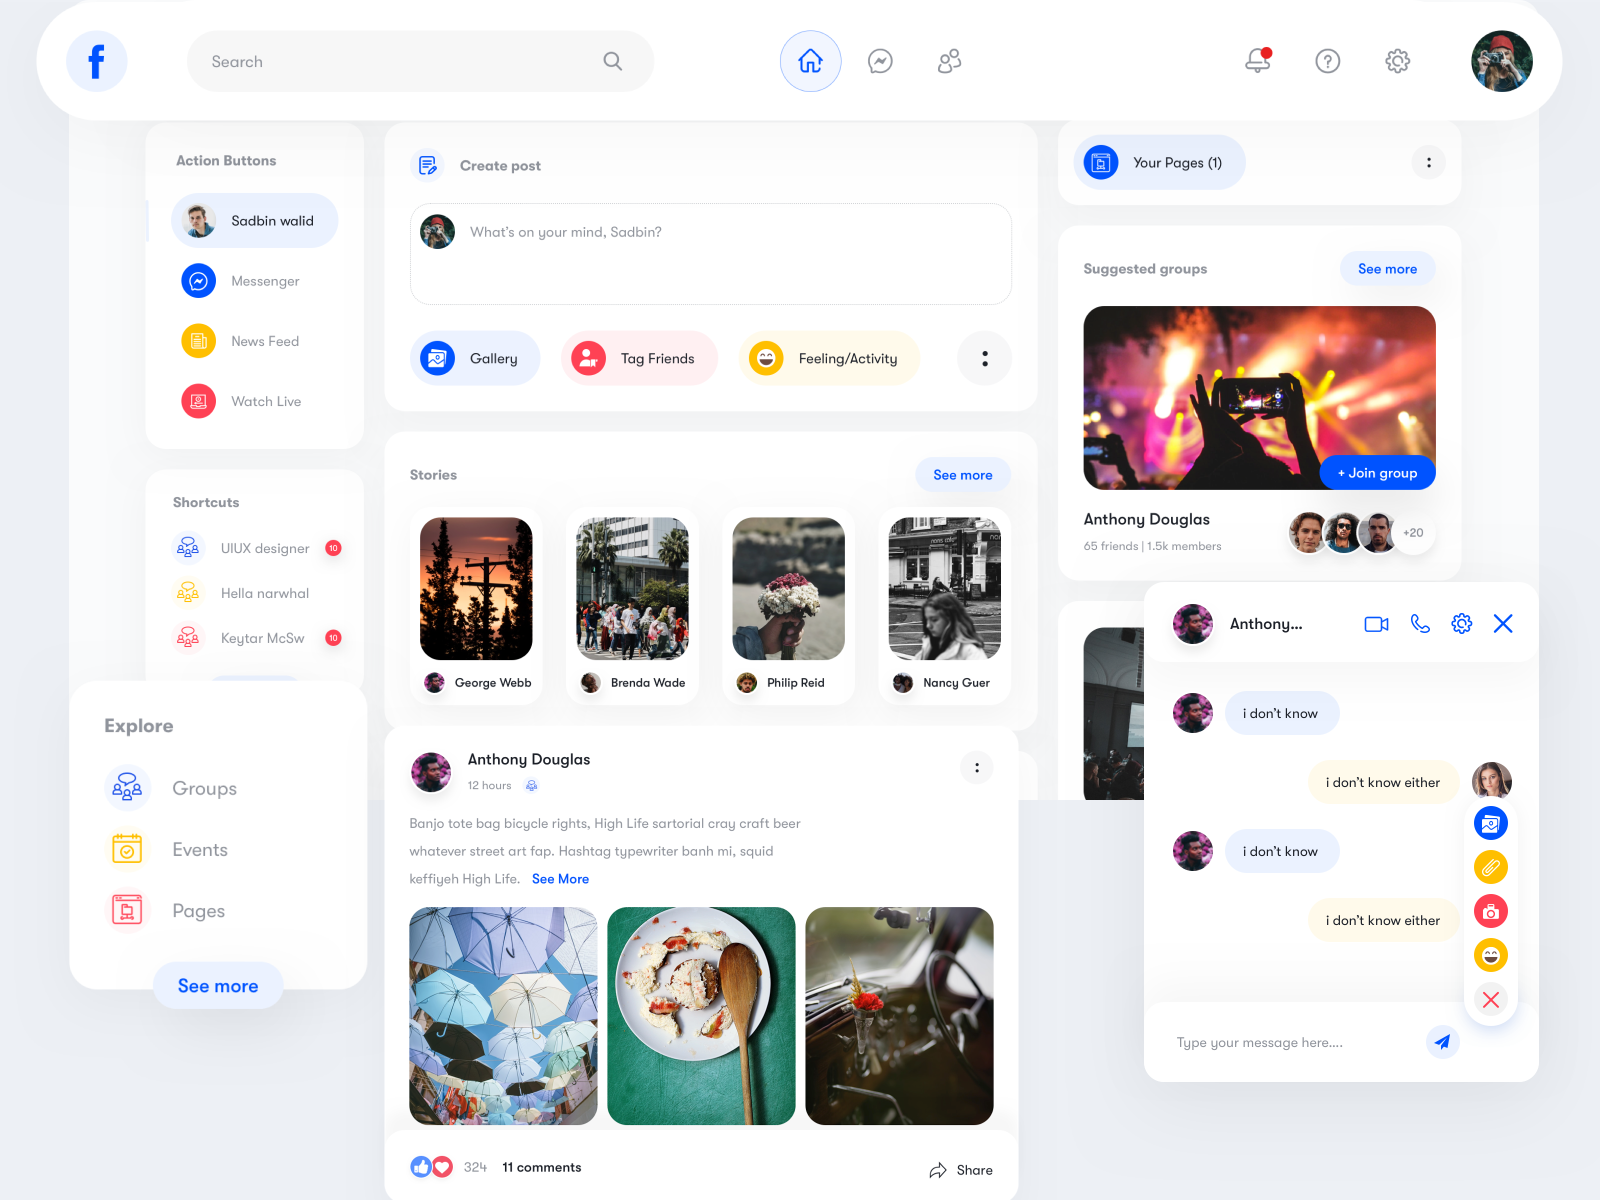 f
Search
Action Buttons
Sadbin walid
Messenger
News Feed
Watch Live
Shortcuts
UIUX designer 10
Hella narwhal
Keytar McSw 10
Explore
Groups
Events
Pages
See more
Create post
What's on your mind, Sadbin?
Gallery
Tag Friends
Feeling/Activity
Stories
See more
George Webb
Brenda Wade
Philip Reid
Nancy Guer
Anthony Douglas
12 hours
Banjo tote bag bicycle rights, High Life sartorial cray craft beer
whatever street art fap. Hashtag typewriter banh mi, squid
keffiyeh High Life. See More
324 11 comments
Share
Your Pages (1)
Suggested groups
See more
+ Join group
Anthony Douglas
65 friends | 1.5k members
+20
Anthony...
i don't know
i don't know either
i don't know
i don't know either
Type your message here....